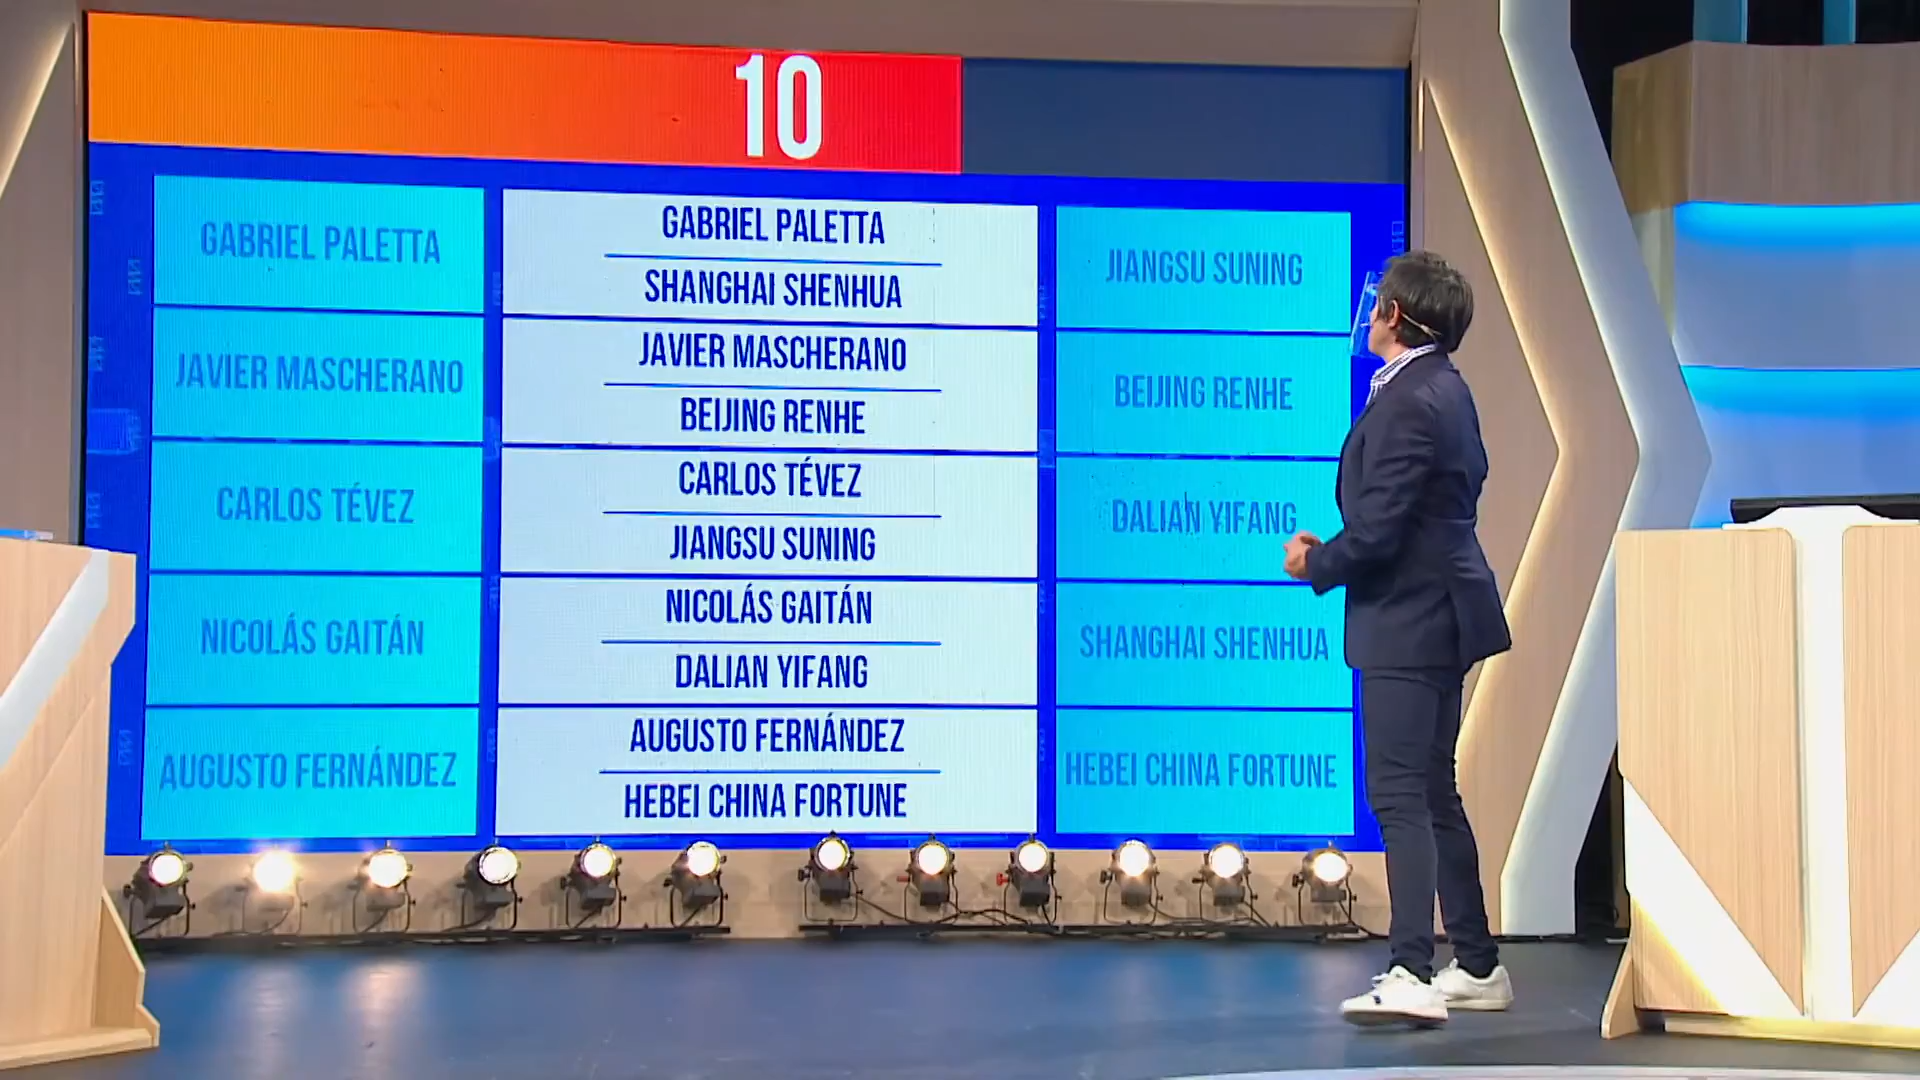 10
GABRIEL PALETTA
JAVIER MASCHERANO
CARLOS TÉVEZ
NICOLÁS GAITÁN
AUGUSTO FERNÁNDEZ
GABRIEL PALETTA
SHANGHAI SHENHUA
JAVIER MASCHERANO
BEIJING RENHE
CARLOS TÉVEZ
JIANGSU SUNING
NICOLÁS GAITÁN
DALIAN YIFANG
AUGUSTO FERNÁNDEZ
HEBEI CHINA FORTUNE
JIANGSU SUNING
BEIJING RENHE
DALIAN YIFANG
SHANGHAI SHENHUA
HEBEI CHINA FORTUNE